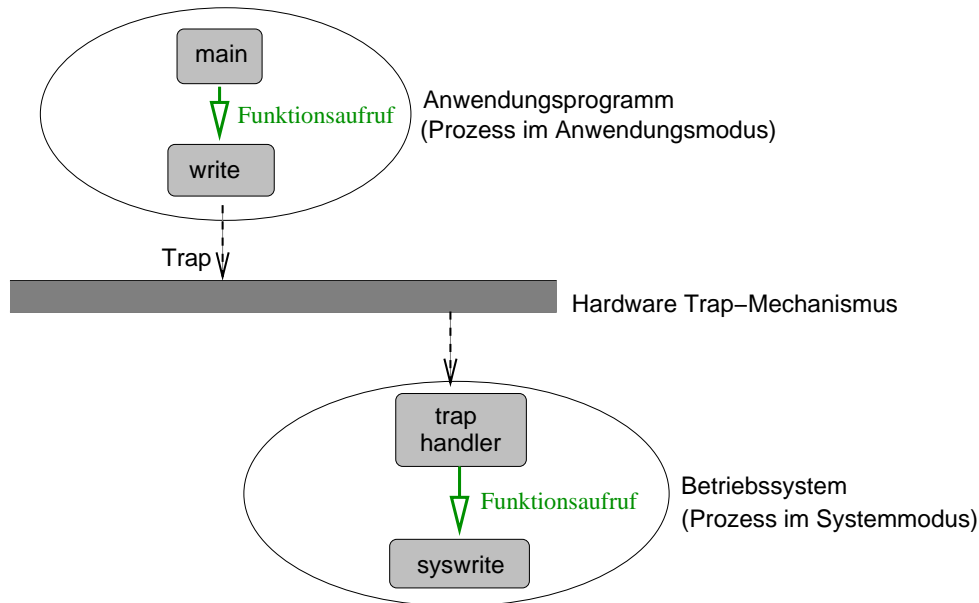 main
Funktionsaufruf
write
Anwendungsprogramm
(Prozess im Anwendungsmodus)
Trap
Hardware Trap−Mechanismus
trap
handler
Funktionsaufruf
syswrite
Betriebssystem
(Prozess im Systemmodus)